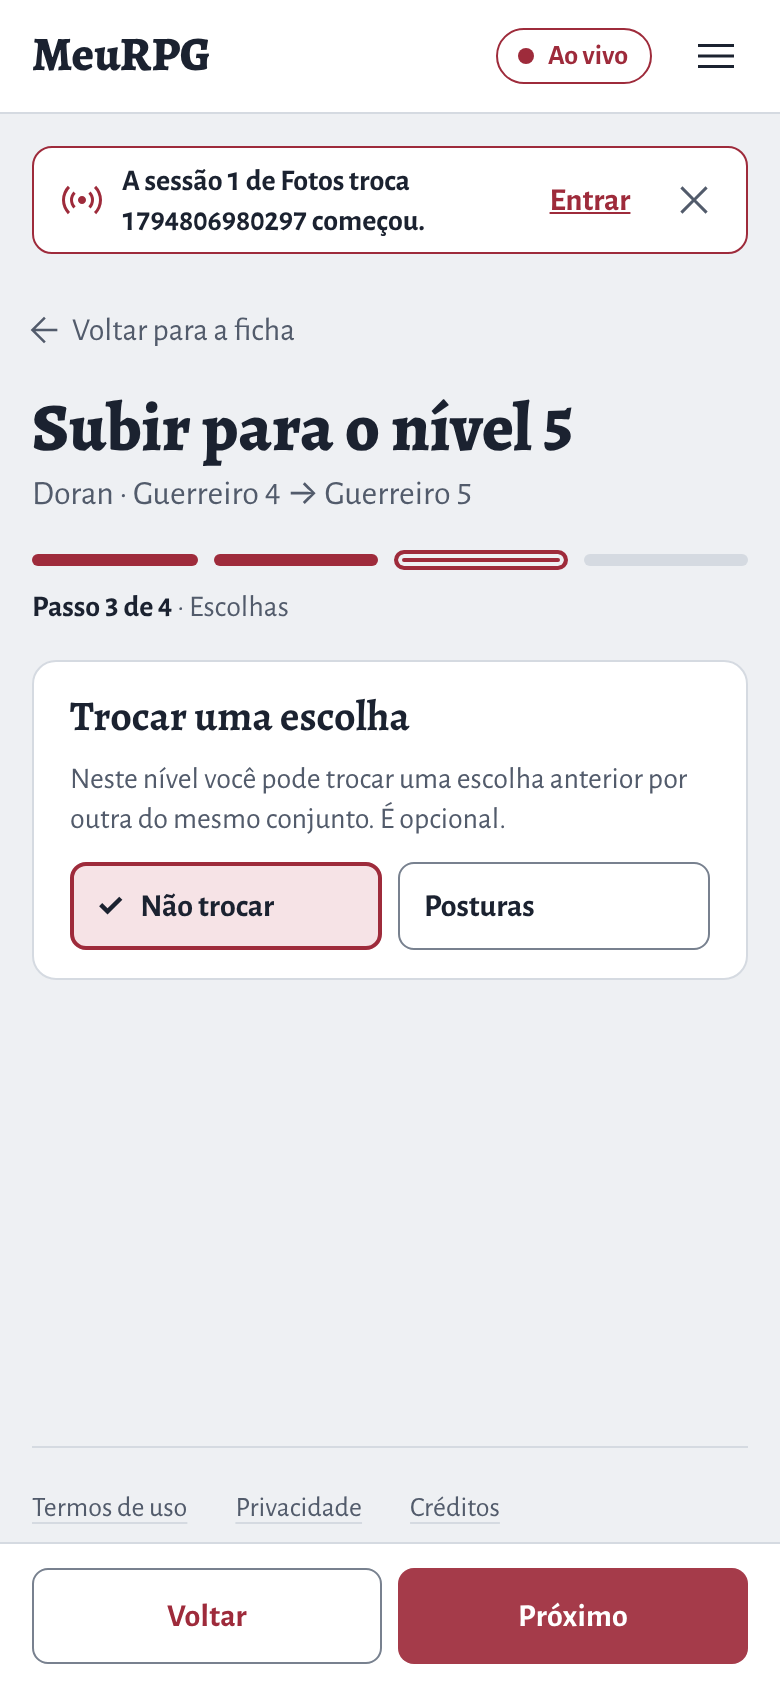 MeuRPG
Ao vivo
A sessão 1 de Fotos troca
1794806980297 começou.
Entrar
← Voltar para a ficha
Subir para o nível 5
Doran · Guerreiro 4 → Guerreiro 5
Passo 3 de 4 · Escolhas
Trocar uma escolha
Neste nível você pode trocar uma escolha anterior por
outra do mesmo conjunto. É opcional.
✓ Não trocar
Posturas
Termos de uso
Privacidade
Créditos
Voltar
Próximo